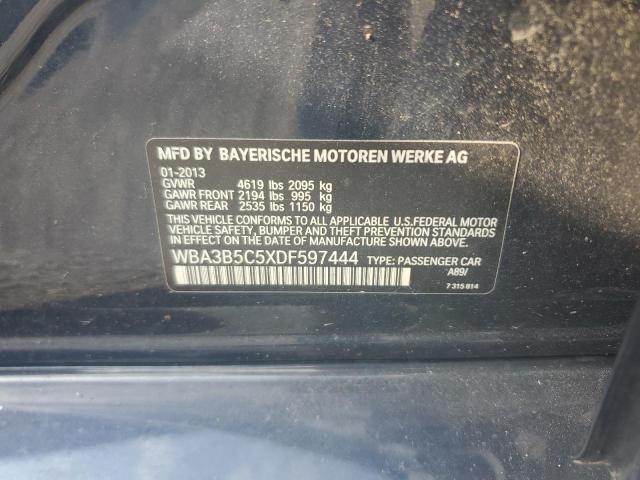 MFD BY BAYERISCHE MOTOREN WERKE AG
01-2013
GVWR 4619 lbs 2095 kg
GAWR FRONT 2194 lbs 995 kg
GAWR REAR 2535 lbs 1150 kg
THIS VEHICLE CONFORMS TO ALL APPLICABLE U.S.FEDERAL MOTOR
VEHICLE SAFETY, BUMPER AND THEFT PREVENTION STANDARDS
IN EFFECT ON THE DATE OF MANUFACTURE SHOWN ABOVE.
WBA3B5C5XDF597444 TYPE: PASSENGER CAR
A89/
7 315 814